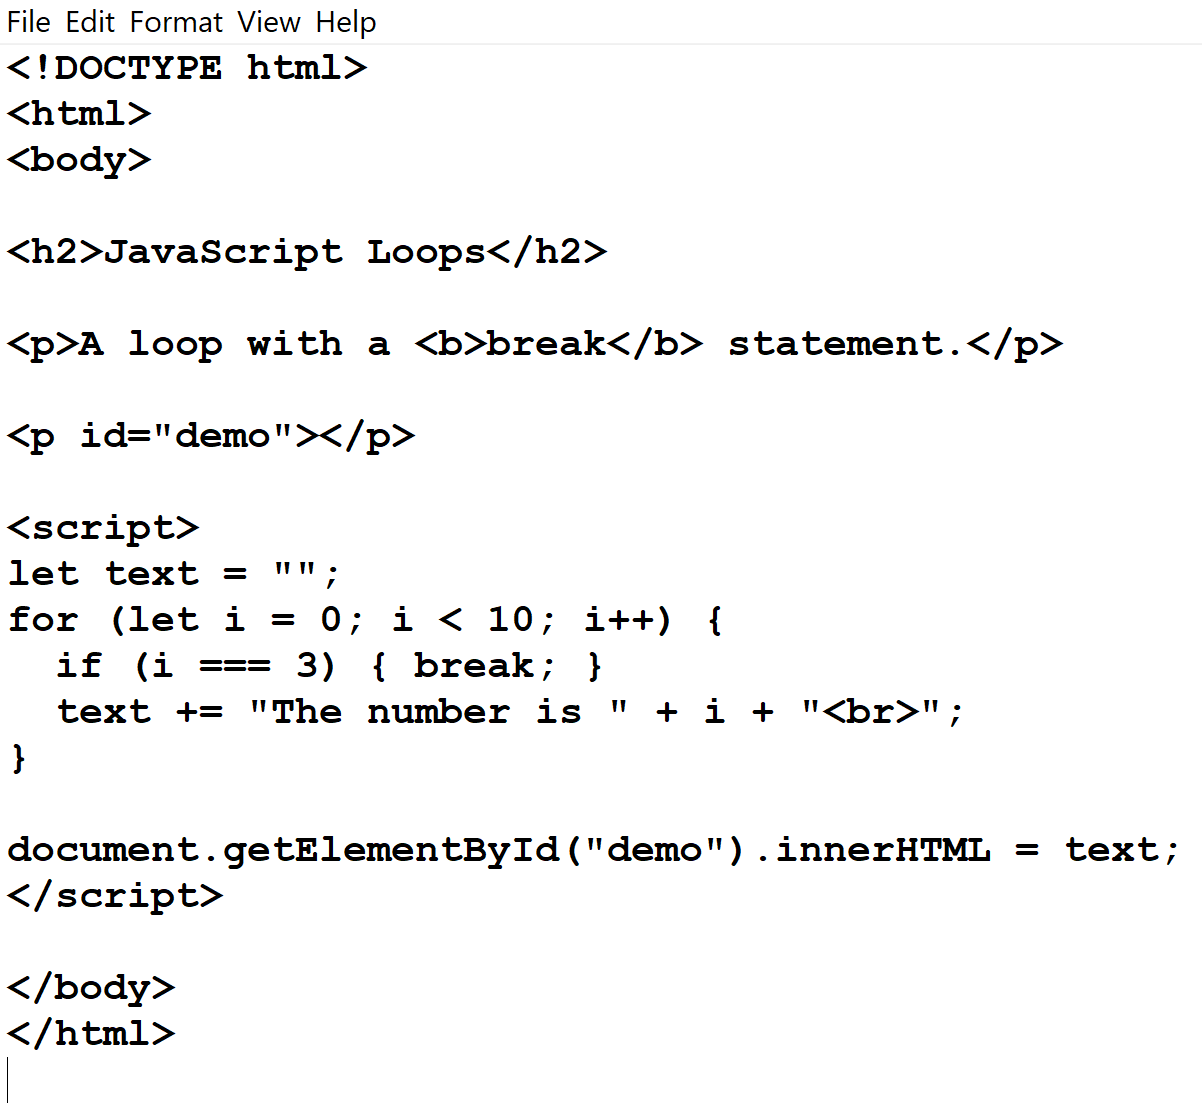 File Edit Format View Help
<!DOCTYPE html>
<html>
<body>

<h2>JavaScript Loops</h2>

<p>A loop with a <b>break</b> statement.</p>

<p id="demo"></p>

<script>
let text = "";
for (let i = 0; i < 10; i++) {
  if (i === 3) { break; }
  text += "The number is " + i + "<br>";
}

document.getElementById("demo").innerHTML = text;
</script>

</body>
</html>